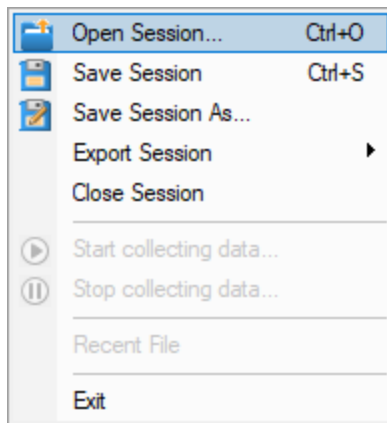 Open Session... Ctrl+O
Save Session Ctrl+S
Save Session As...
Export Session
Close Session
Start collecting data...
Stop collecting data...
Recent File
Exit